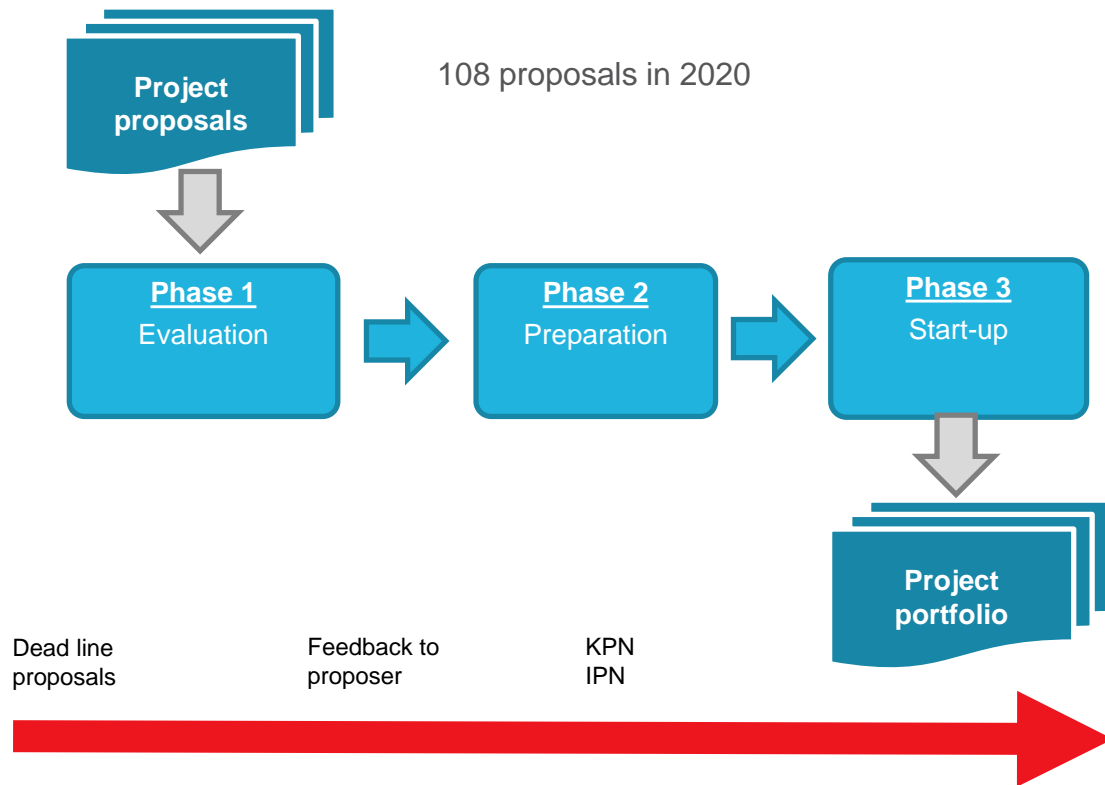 Project
proposals
108 proposals in 2020
Phase 1
Evaluation
Phase 2
Preparation
Phase 3
Start-up
Project
portfolio
Dead line
proposals
Feedback to
proposer
KPN
IPN